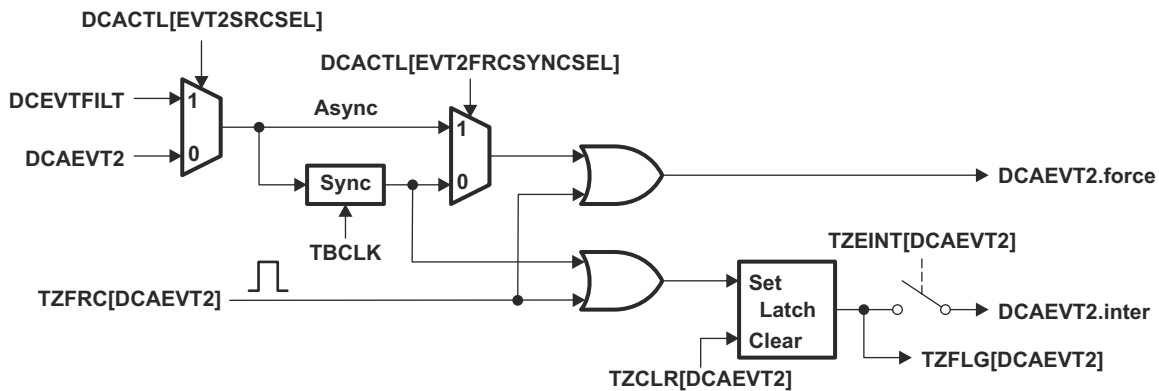 DCACTL[EVT2SRCSEL]
DCACTL[EVT2FRCSYNCSEL]
DCEVTFILT
1
Async
1
DCAEVT2
0
Sync
0
DCAEVT2.force
TBCLK
TZEINT[DCAEVT2]
TZFRC[DCAEVT2]
Set
Latch
DCAEVT2.inter
Clear
TZFLG[DCAEVT2]
TZCLR[DCAEVT2]